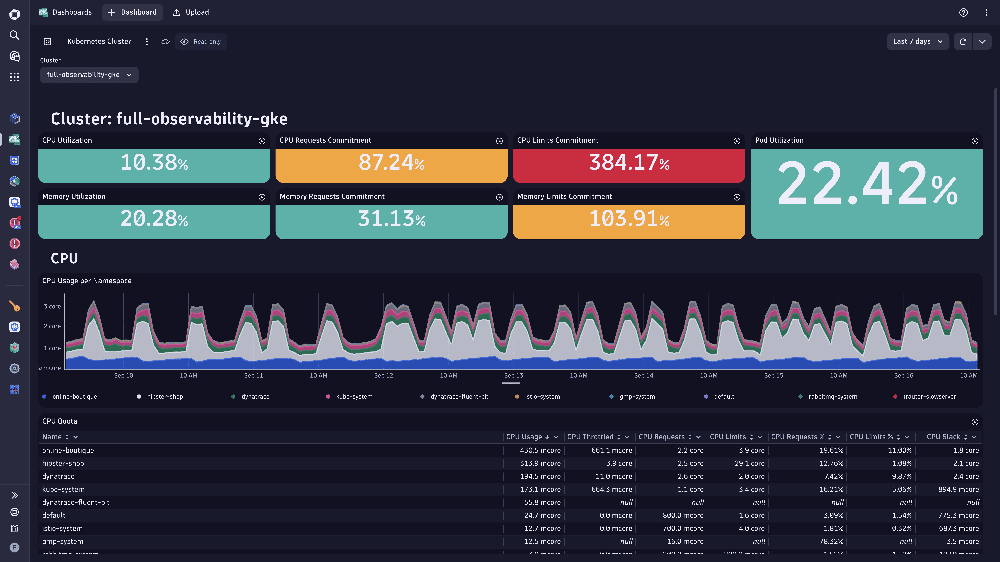 Dashboards
Dashboard
Upload
Kubernetes Cluster
Read only
Last 7 days
Cluster
full-observability-gke
Cluster: full-observability-gke
CPU Utilization
10.38%
CPU Requests Commitment
87.24%
CPU Limits Commitment
384.17%
Pod Utilization
22.42%
Memory Utilization
20.28%
Memory Requests Commitment
31.13%
Memory Limits Commitment
103.91%
NEW
NEW
CPU
CPU Usage per Namespace
3 core
2 core
1 core
0 mcore
Sep 10 10 AM Sep 11 10 AM Sep 12 10 AM Sep 13 10 AM Sep 14 10 AM Sep 15 10 AM Sep 16 10 AM
online-boutique hipster-shop dynatrace kube-system dynatrace-fluent-bit istio-system gmp-system default rabbitmq-system trauter-slowserver
CPU Quota
Name CPU Usage CPU Throttled CPU Requests CPU Limits CPU Requests % CPU Limits % CPU Slack
online-boutique 430.5 mcore 661.1 mcore 2.2 core 3.9 core 19.61% 11.00% 1.8 core
hipster-shop 313.9 mcore 3.9 core 2.5 core 29.1 core 12.76% 1.08% 2.1 core
dynatrace 194.5 mcore 11.0 mcore 2.6 core 2.0 core 7.42% 9.87% 2.4 core
kube-system 173.1 mcore 664.3 mcore 1.1 core 3.4 core 16.21% 5.06% 894.9 mcore
dynatrace-fluent-bit 55.8 mcore null null null null null null
default 24.7 mcore 0.0 mcore 800.0 mcore 1.6 core 3.09% 1.54% 775.3 mcore
istio-system 12.7 mcore 0.0 mcore 700.0 mcore 4.0 core 1.81% 0.32% 687.3 mcore
gmp-system 12.5 mcore null 16.0 mcore null 78.32% null 3.5 mcore
F